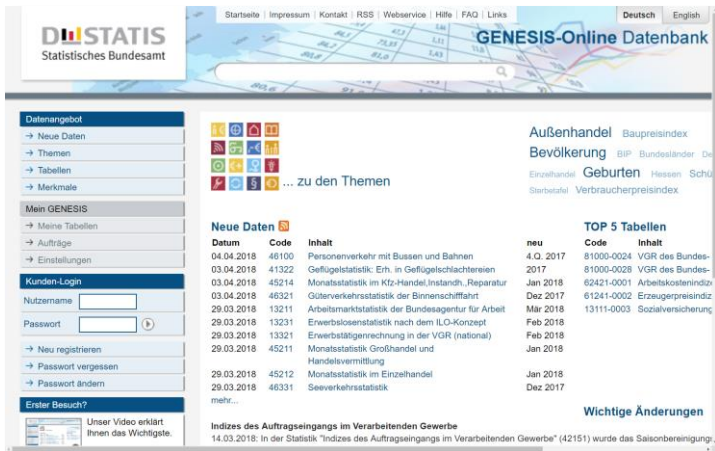 Startseite | Impressum | Kontakt | RSS | Webservice | Hilfe | FAQ | Links
Deutsch English
DESTATIS
Statistisches Bundesamt
GENESIS-Online Datenbank
Datenangebot
→ Neue Daten
→ Themen
→ Tabellen
→ Merkmale
Mein GENESIS
→ Meine Tabellen
→ Aufträge
→ Einstellungen
Kunden-Login
Nutzername
Passwort
→ Neu registrieren
→ Passwort vergessen
→ Passwort ändern
Erster Besuch?
Unser Video erklärt
Ihnen das Wichtigste.
... zu den Themen
Außenhandel Baupreisindex
Bevölkerung BIP Bundesländer De
Einzelhandel Geburten Hessen Schü
Sterbetafel Verbraucherpreisindex
Neue Daten
Datum Code Inhalt neu
04.04.2018 46100 Personenverkehr mit Bussen und Bahnen 4.Q. 2017
03.04.2018 41322 Geflügelstatistik: Erh. in Geflügelschlachtereien 2017
03.04.2018 45214 Monatsstatistik im Kfz-Handel,Instandh.,Reparatur Jan 2018
03.04.2018 46321 Güterverkehrsstatistik der Binnenschifffahrt Dez 2017
29.03.2018 13211 Arbeitsmarktstatistik der Bundesagentur für Arbeit Mär 2018
29.03.2018 13231 Erwerbslosenstatistik nach dem ILO-Konzept Feb 2018
29.03.2018 13321 Erwerbstätigenrechnung in der VGR (national) Feb 2018
29.03.2018 45211 Monatsstatistik Großhandel und Jan 2018
Handelsvermittlung
29.03.2018 45212 Monatsstatistik im Einzelhandel Jan 2018
29.03.2018 46331 Seeverkehrsstatistik Dez 2017
mehr...
TOP 5 Tabellen
Code Inhalt
81000-0024 VGR des Bundes-
81000-0028 VGR des Bundes-
62421-0001 Arbeitskostenindize
61241-0002 Erzeugerpreisindiz
13111-0003 Sozialversicherung
Wichtige Änderungen
Indizes des Auftragseingangs im Verarbeitenden Gewerbe
14.03.2018: In der Statistik "Indizes des Auftragseingangs im Verarbeitenden Gewerbe" (42151) wurde das Saisonbereinigung